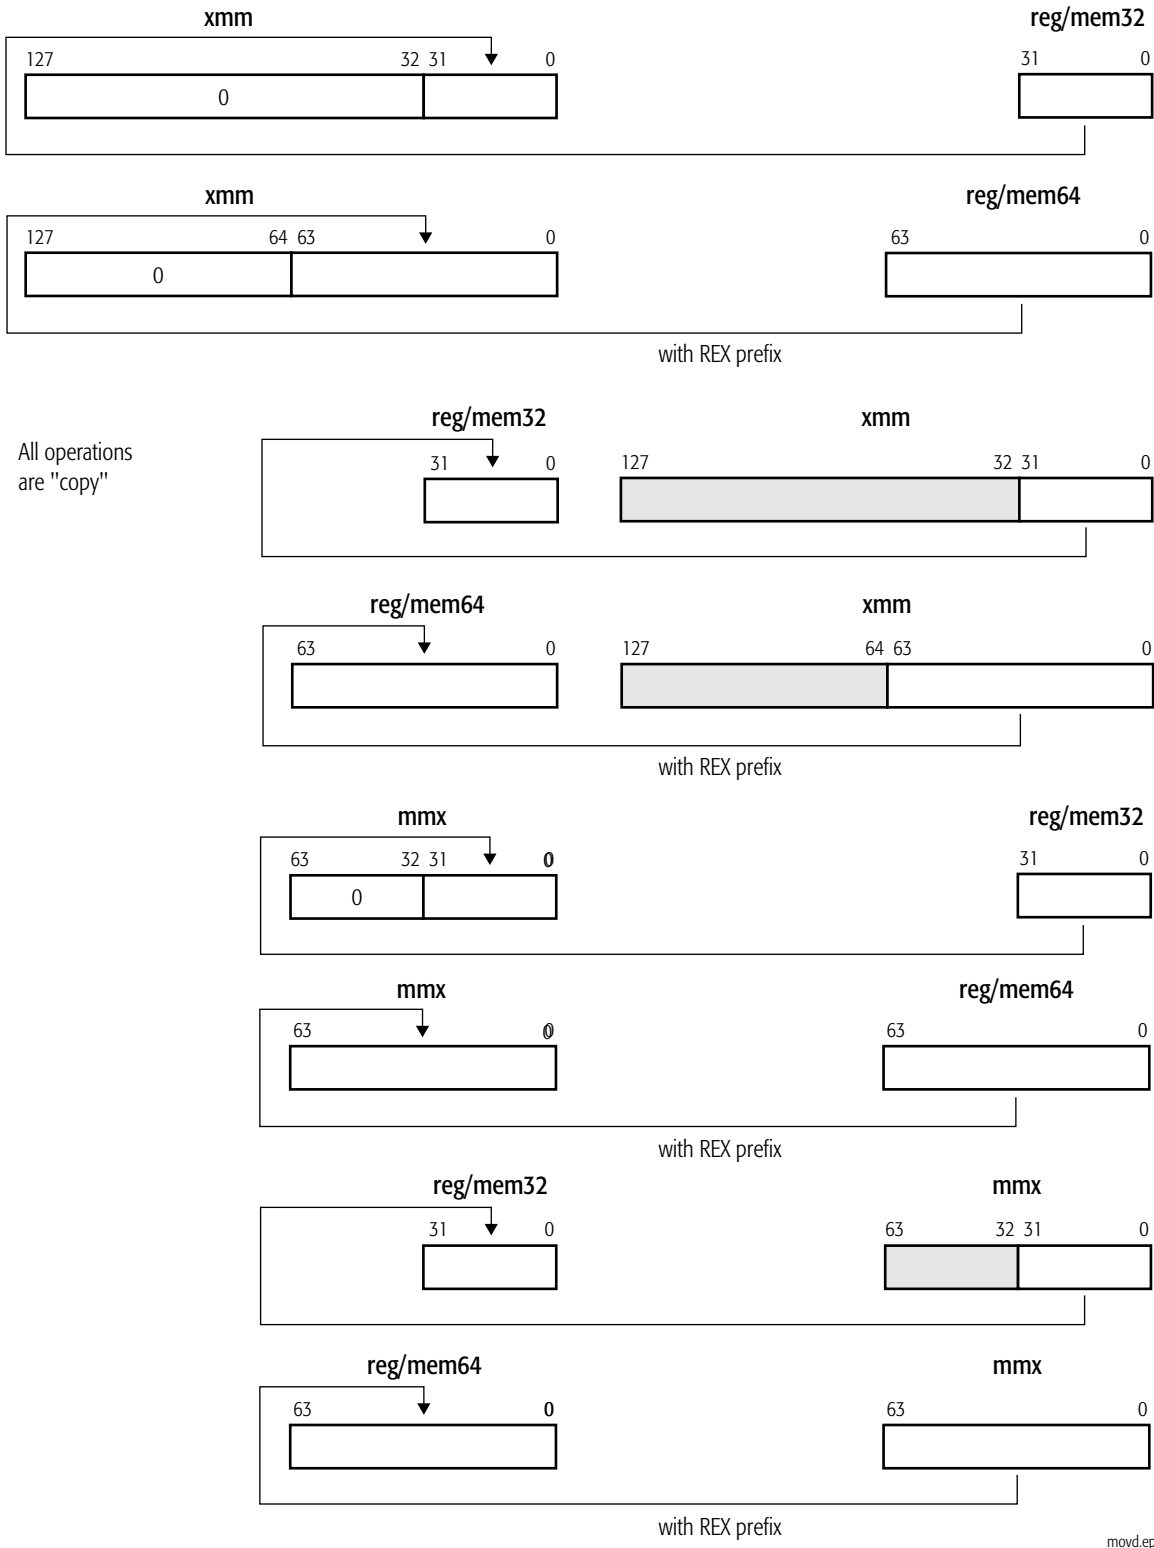 xmm reg/mem32
127 32 31 0 31 0
0
xmm reg/mem64
127 64 63 0 63 0
0
with REX prefix
reg/mem32 xmm
All operations
are "copy"
31 0 127 32 31 0
reg/mem64 xmm
63 0 127 64 63 0
with REX prefix
mmx reg/mem32
63 32 31 0 31 0
0
mmx reg/mem64
63 0 63 0
with REX prefix
reg/mem32 mmx
31 0 63 32 31 0
reg/mem64 mmx
63 0 63 0
with REX prefix
movd.ep